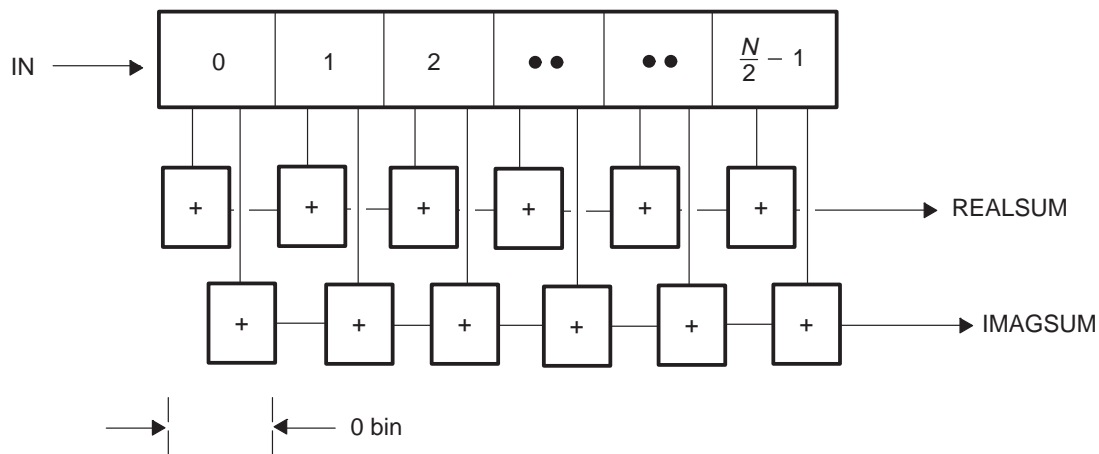 IN 0 1 2 •• •• N/2 − 1
+ + + + + + REALSUM
+ + + + + + IMAGSUM
0 bin